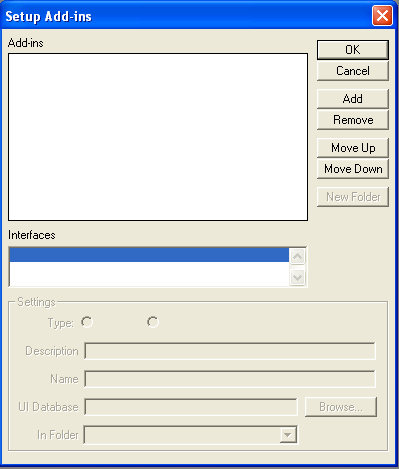 Setup Add-ins
Add-ins
OK
Cancel
Add
Remove
Move Up
Move Down
New Folder
Interfaces
Settings
Type:
Description
Name
UI Database
Browse...
In Folder